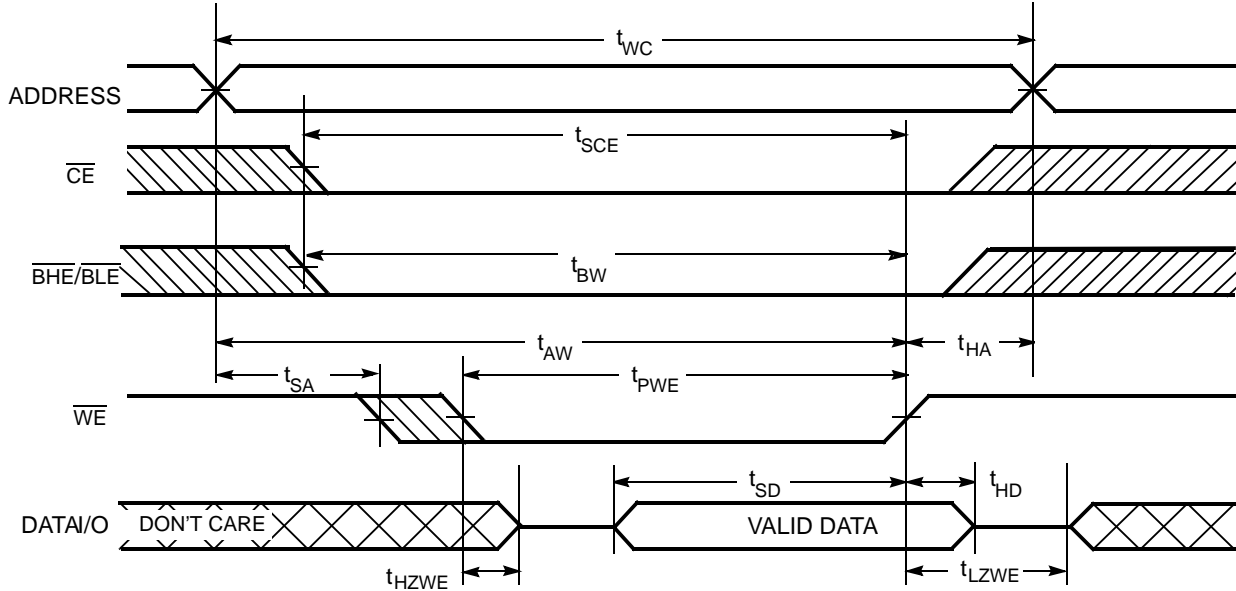 tWC
ADDRESS
tSCE
CE
tBW
BHE/BLE
tAW
tHA
tSA
tPWE
WE
tSD
tHD
DATAI/O
DON'T CARE
VALID DATA
tHZWE
tLZWE